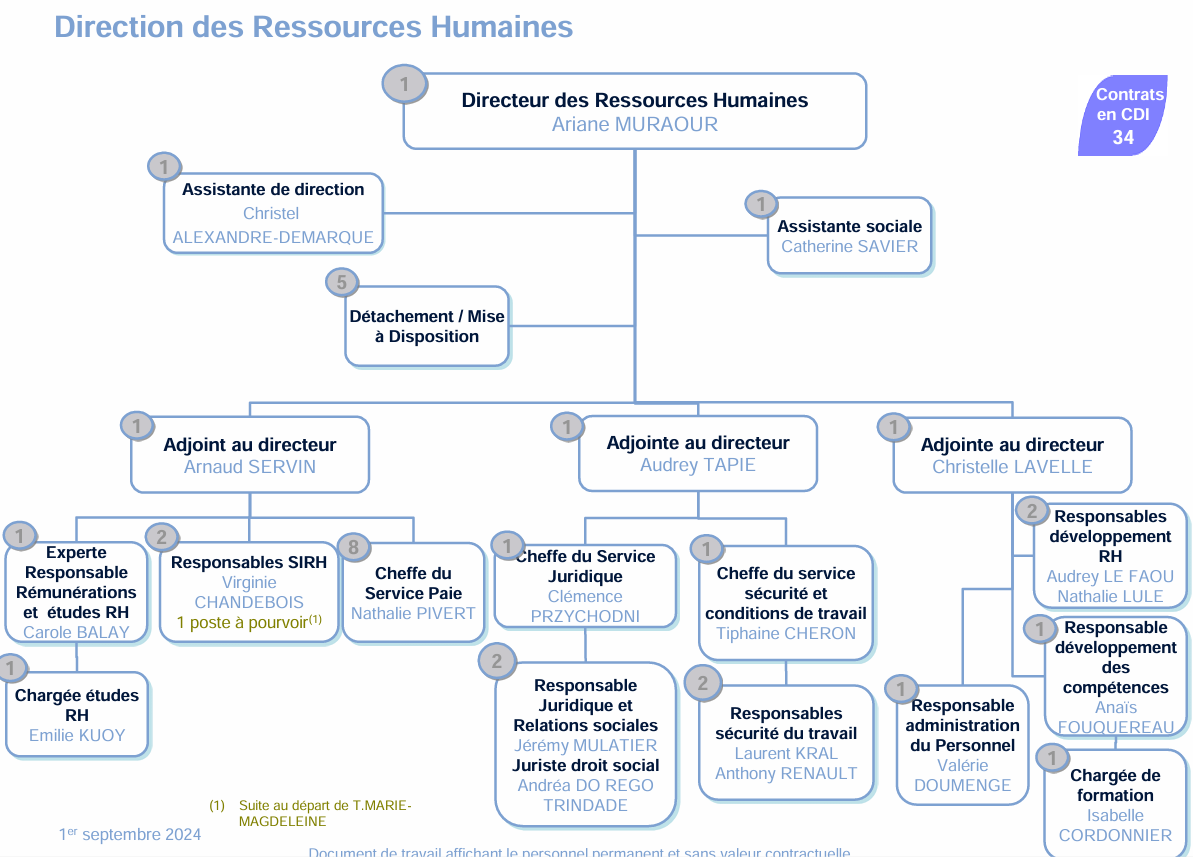 Direction des Ressources Humaines
1
Directeur des Ressources Humaines
Ariane MURAOUR
Contrats
en CDI
34
1
Assistante de direction
Christel
ALEXANDRE-DEMARQUE
1
Assistante sociale
Catherine SAVIER
5
Détachement / Mise
à Disposition
1
Adjoint au directeur
Arnaud SERVIN
1
Adjointe au directeur
Audrey TAPIE
1
Adjointe au directeur
Christelle LAVELLE
1
Experte
Responsable
Rémunérations
et études RH
Carole BALAY
2
Responsables SIRH
Virginie
CHANDEBOIS
1 poste à pourvoir(1)
8
Cheffe du
Service Paie
Nathalie PIVERT
1
Cheffe du Service
Juridique
Clémence
PRZYCHODNI
1
Cheffe du service
sécurité et
conditions de travail
Tiphaine CHERON
2
Responsables
développement
RH
Audrey LE FAOU
Nathalie LULE
1
Responsable
développement
des
compétences
Anaïs
FOUQUEREAU
1
Chargée études
RH
Emilie KUOY
2
Responsable
Juridique et
Relations sociales
Jérémy MULATIER
Juriste droit social
Andréa DO REGO
TRINDADE
2
Responsables
sécurité du travail
Laurent KRAL
Anthony RENAULT
1
Responsable
administration
du Personnel
Valérie
DOUMENGE
1
Chargée de
formation
Isabelle
CORDONNIER
(1) Suite au départ de T.MARIE-
MAGDELEINE
1er septembre 2024
Document de travail affichant le personnel permanent et sans valeur contractuelle